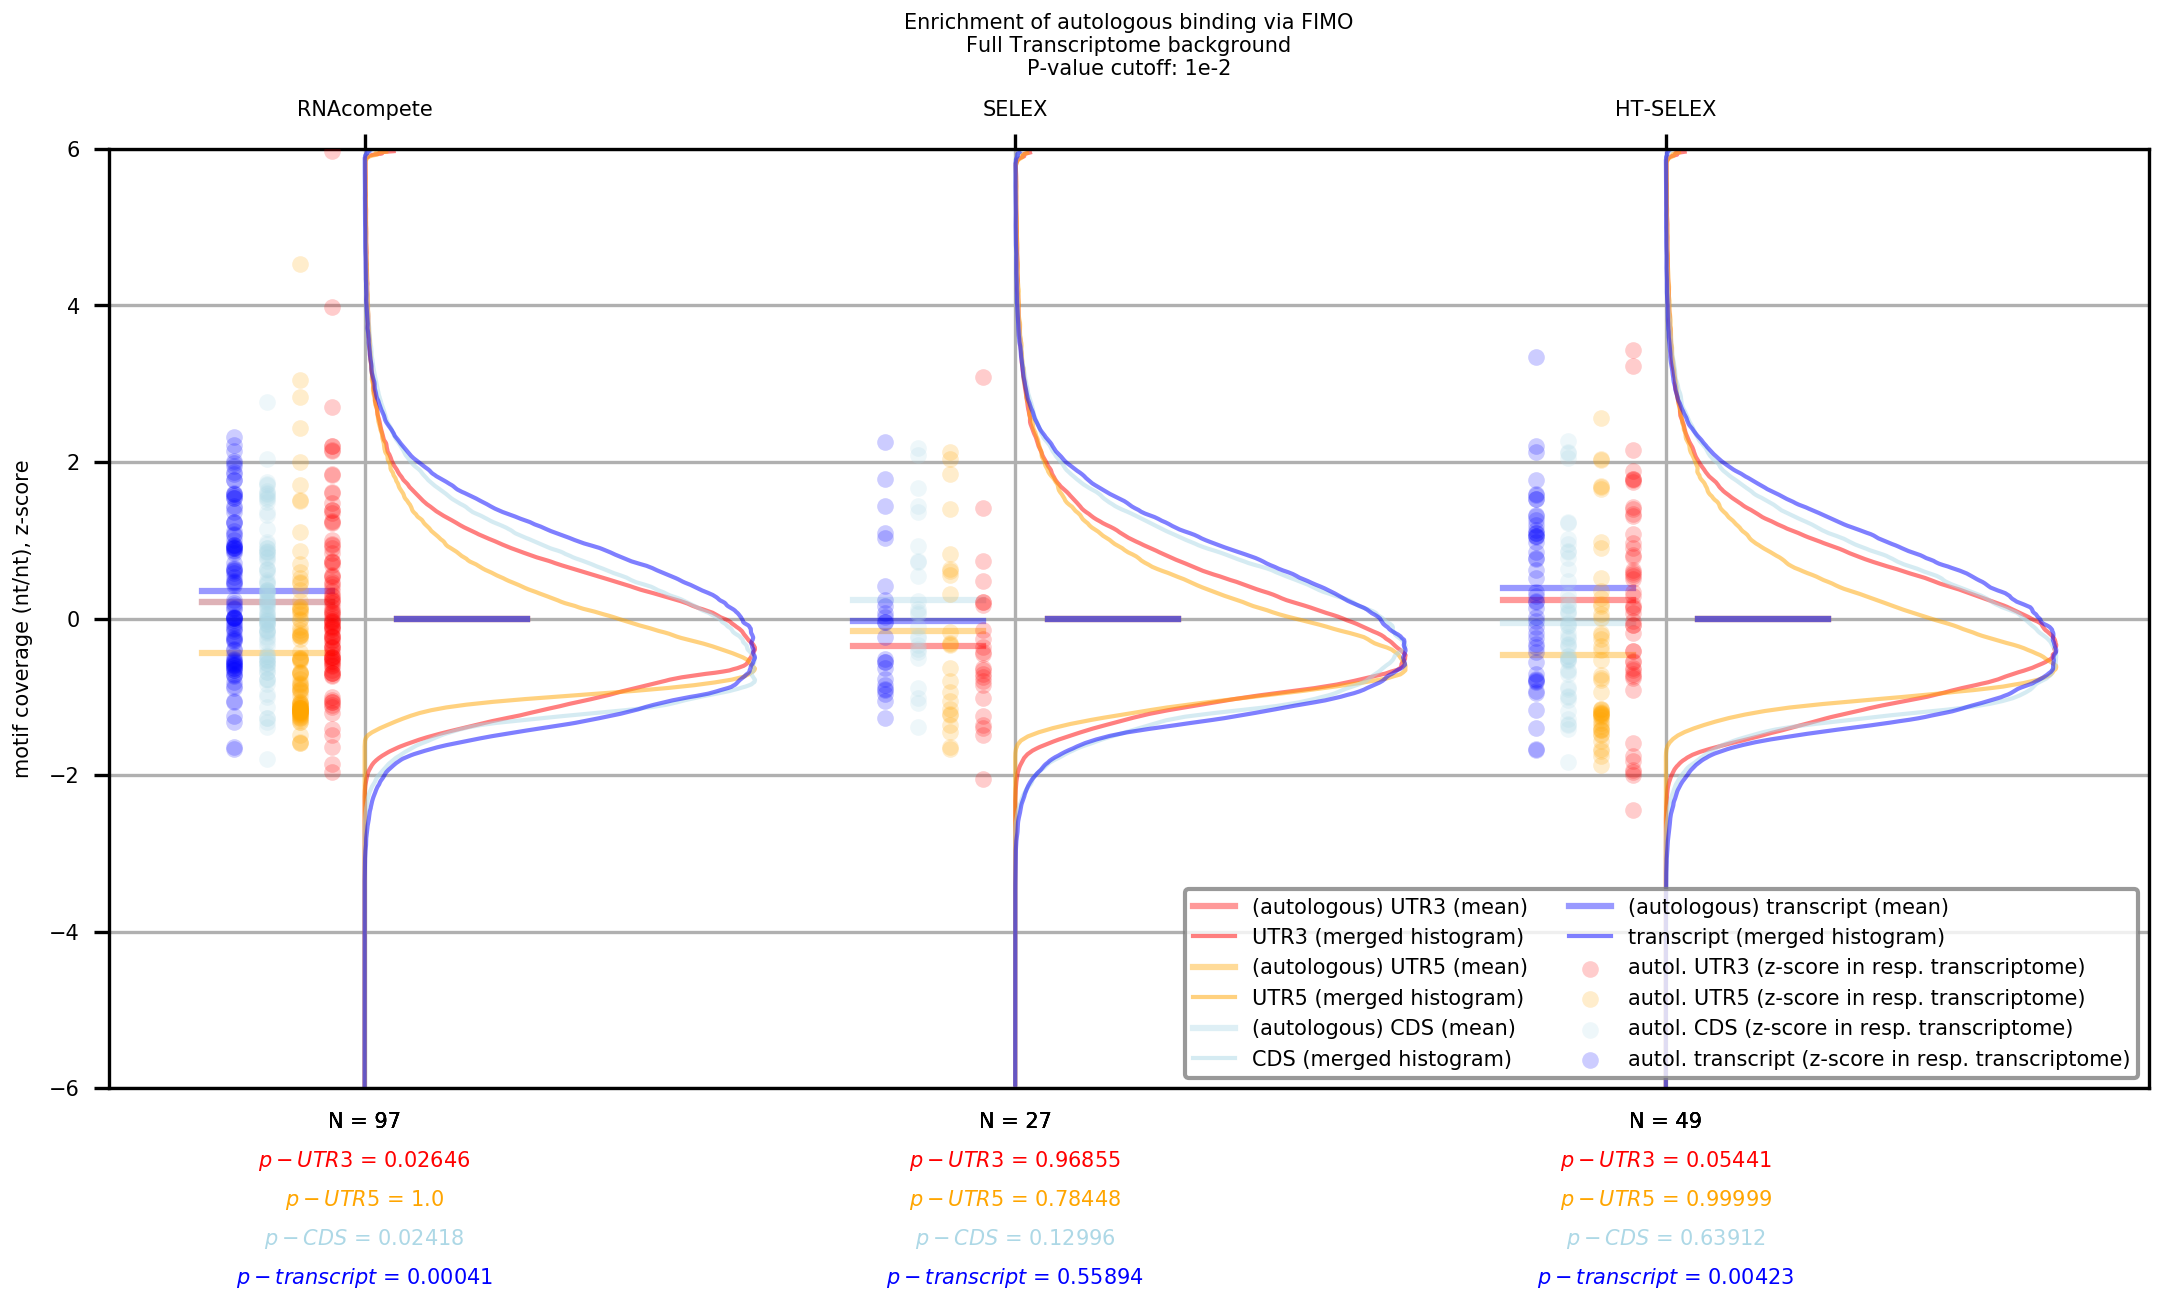 Enrichment of autologous binding via FIMO
Full Transcriptome background
P-value cutoff: 1e-2
RNAcompete
SELEX
HT-SELEX
motif coverage (nt/nt), z-score
6
4
2
0
−2
−4
−6
(autologous) UTR3 (mean)
UTR3 (merged histogram)
(autologous) UTR5 (mean)
UTR5 (merged histogram)
(autologous) CDS (mean)
CDS (merged histogram)
(autologous) transcript (mean)
transcript (merged histogram)
autol. UTR3 (z-score in resp. transcriptome)
autol. UTR5 (z-score in resp. transcriptome)
autol. CDS (z-score in resp. transcriptome)
autol. transcript (z-score in resp. transcriptome)
N = 97
p − UTR3 = 0.02646
p − UTR5 = 1.0
p − CDS = 0.02418
p − transcript = 0.00041
N = 27
p − UTR3 = 0.96855
p − UTR5 = 0.78448
p − CDS = 0.12996
p − transcript = 0.55894
N = 49
p − UTR3 = 0.05441
p − UTR5 = 0.99999
p − CDS = 0.63912
p − transcript = 0.00423